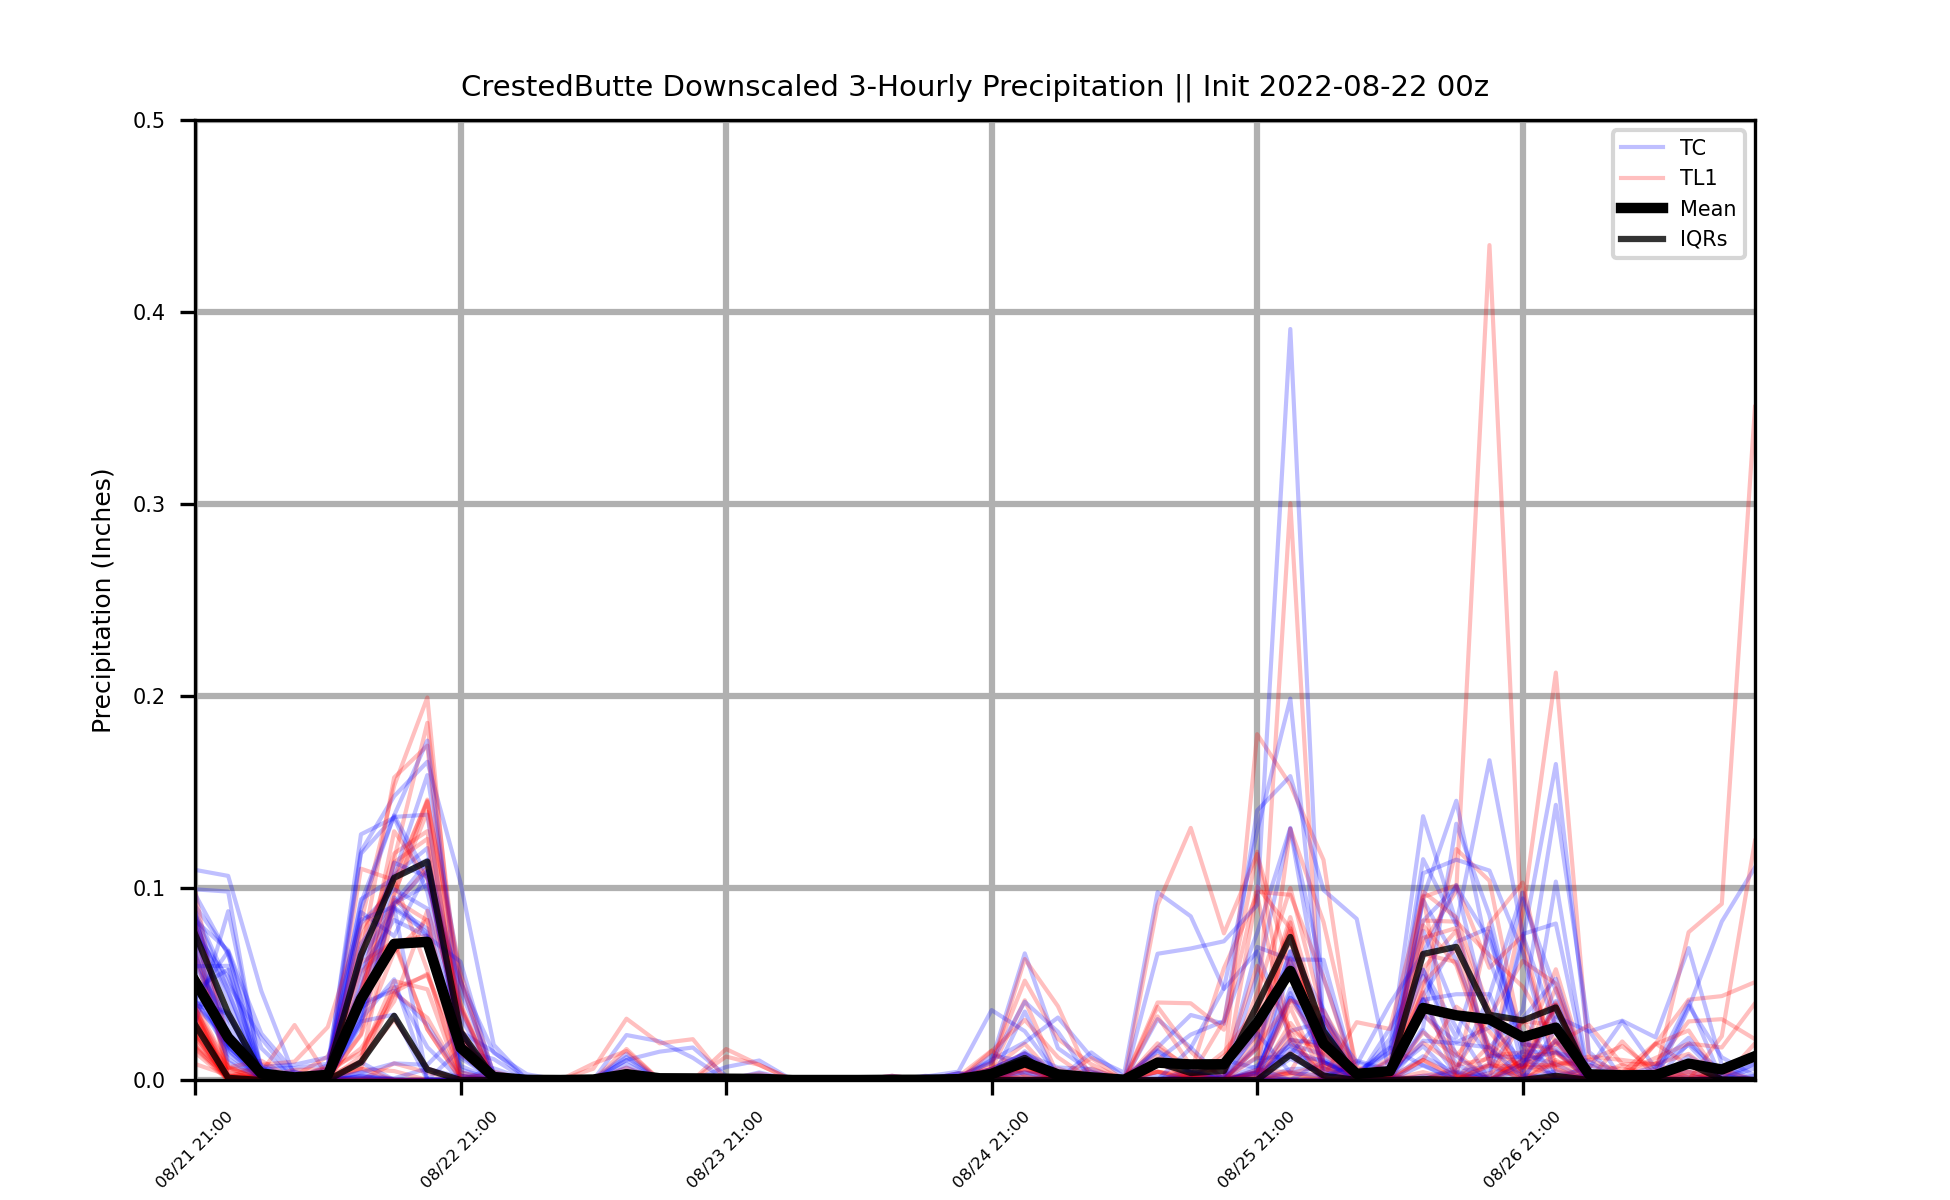 CrestedButte Downscaled 3-Hourly Precipitation || Init 2022-08-22 00z
Precipitation (Inches)
0.5
0.4
0.3
0.2
0.1
0.0
TC
TL1
Mean
IQRs
08/21 21:00
08/22 21:00
08/23 21:00
08/24 21:00
08/25 21:00
08/26 21:00